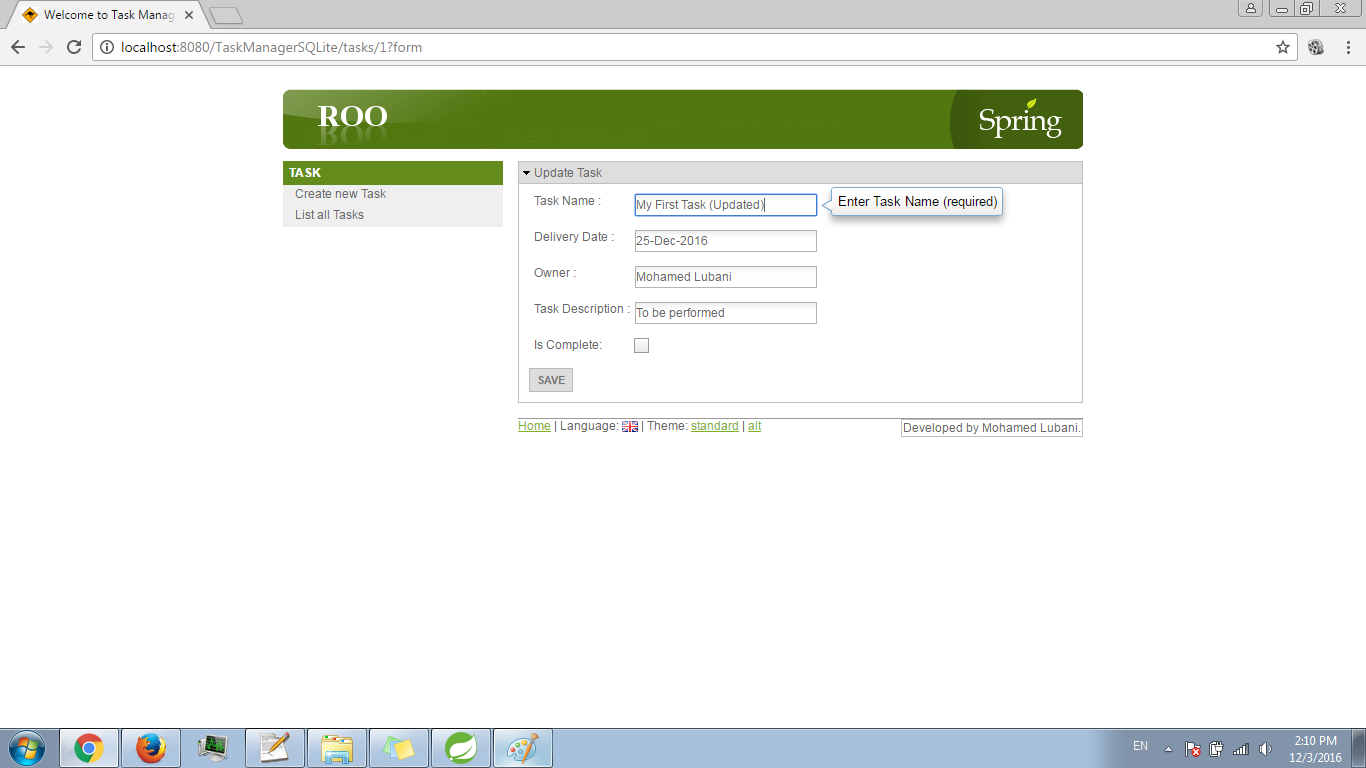 Welcome to Task Manag
localhost:8080/TaskManagerSQLite/tasks/1?form
ROO
Spring
TASK
Create new Task
List all Tasks
Update Task
Task Name :
My First Task (Updated)
Enter Task Name (required)
Delivery Date :
25-Dec-2016
Owner :
Mohamed Lubani
Task Description :
To be performed
Is Complete:
SAVE
Home | Language: | Theme: standard | alt
Developed by Mohamed Lubani.
EN
2:10 PM
12/3/2016